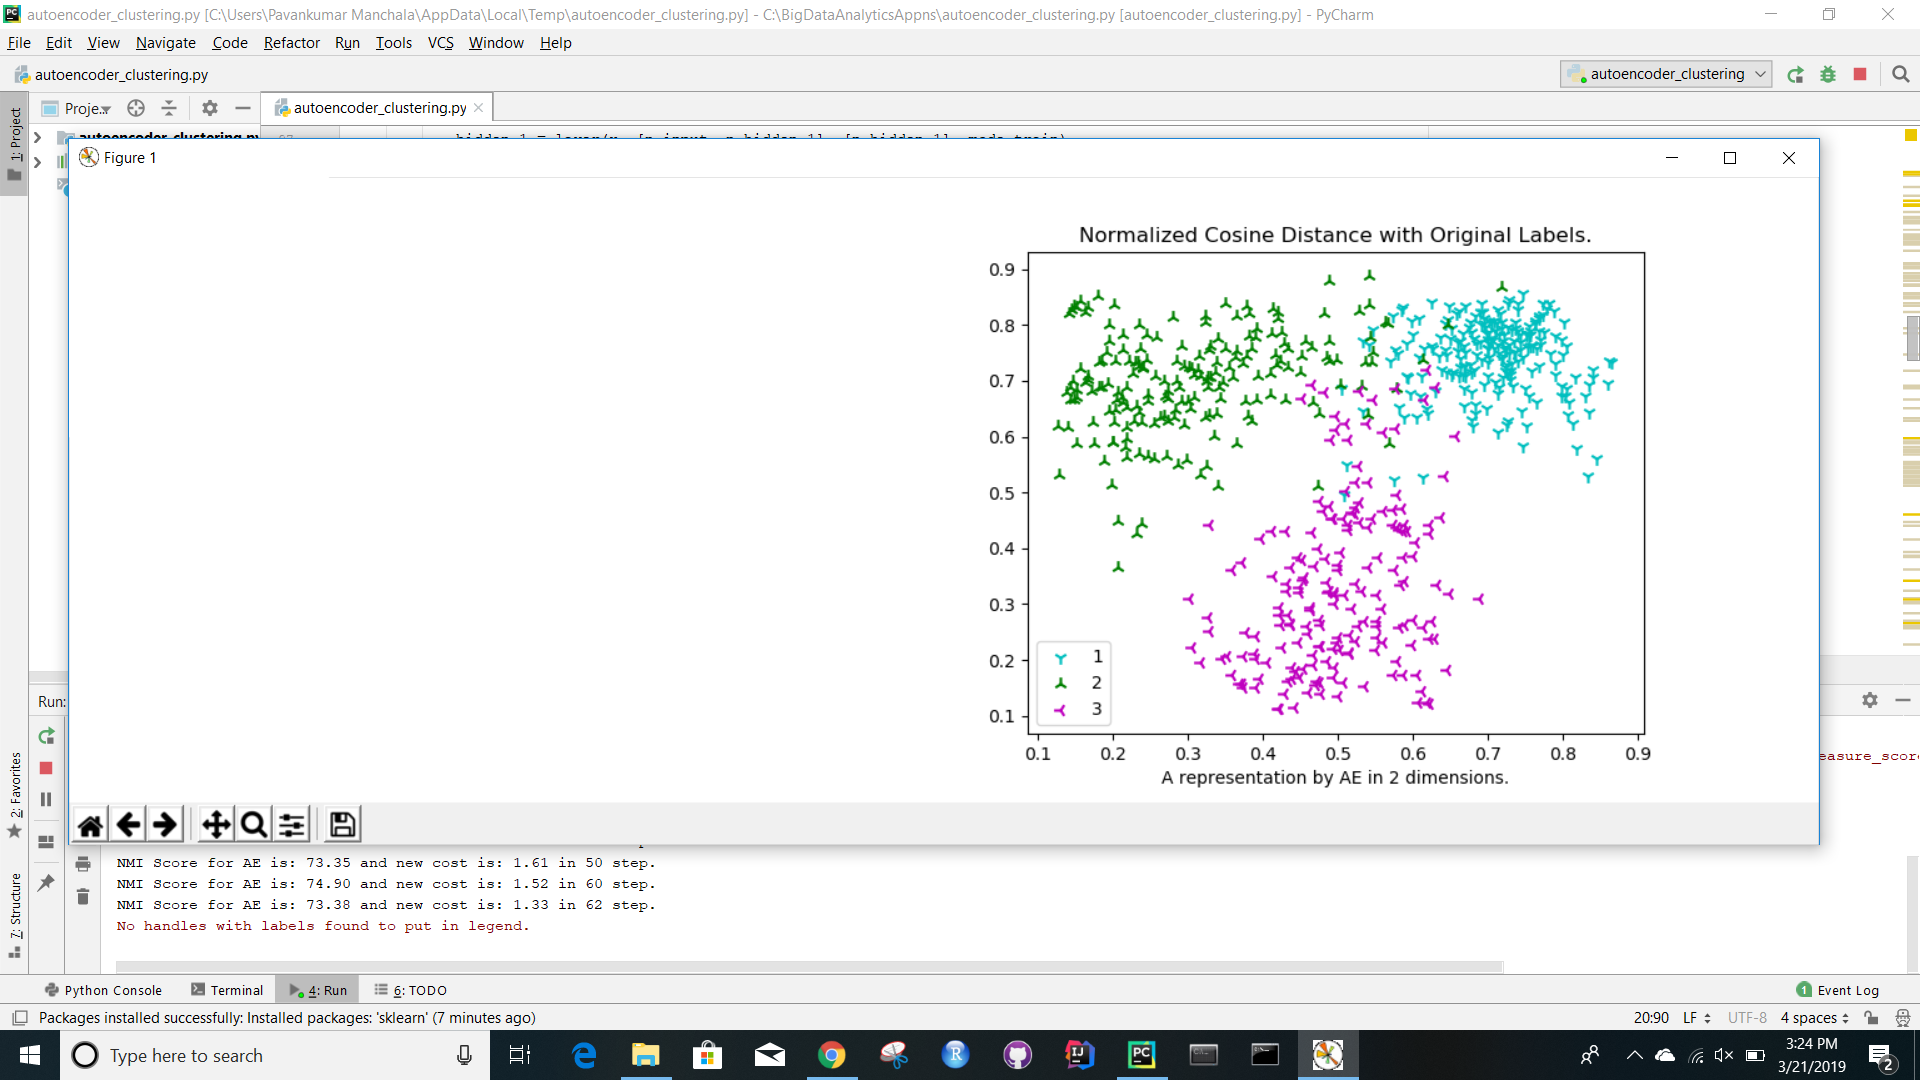 autoencoder_clustering.py [C:\Users\Pavankumar Manchala\AppData\Local\Temp\autoencoder_clustering.py] - C:\BigDataAnalyticsAppns\autoencoder_clustering.py [autoencoder_clustering.py] - PyCharm
File Edit View Navigate Code Refactor Run Tools VCS Window Help
autoencoder_clustering.py
autoencoder_clustering
1: Project
Proje
autoencoder_clustering.py
Figure 1
Normalized Cosine Distance with Original Labels.
0.9
0.8
0.7
0.6
0.5
0.4
0.3
0.2
0.1
1
2
3
0.1 0.2 0.3 0.4 0.5 0.6 0.7 0.8 0.9
A representation by AE in 2 dimensions.
Run:
easure_score
2: Favorites
7: Structure
NMI Score for AE is: 73.35 and new cost is: 1.61 in 50 step.
NMI Score for AE is: 74.90 and new cost is: 1.52 in 60 step.
NMI Score for AE is: 73.38 and new cost is: 1.33 in 62 step.
No handles with labels found to put in legend.
Python Console Terminal 4: Run 6: TODO 1 Event Log
Packages installed successfully: Installed packages: 'sklearn' (7 minutes ago) 20:90 LF UTF-8 4 spaces
Type here to search
3:24 PM
3/21/2019
2